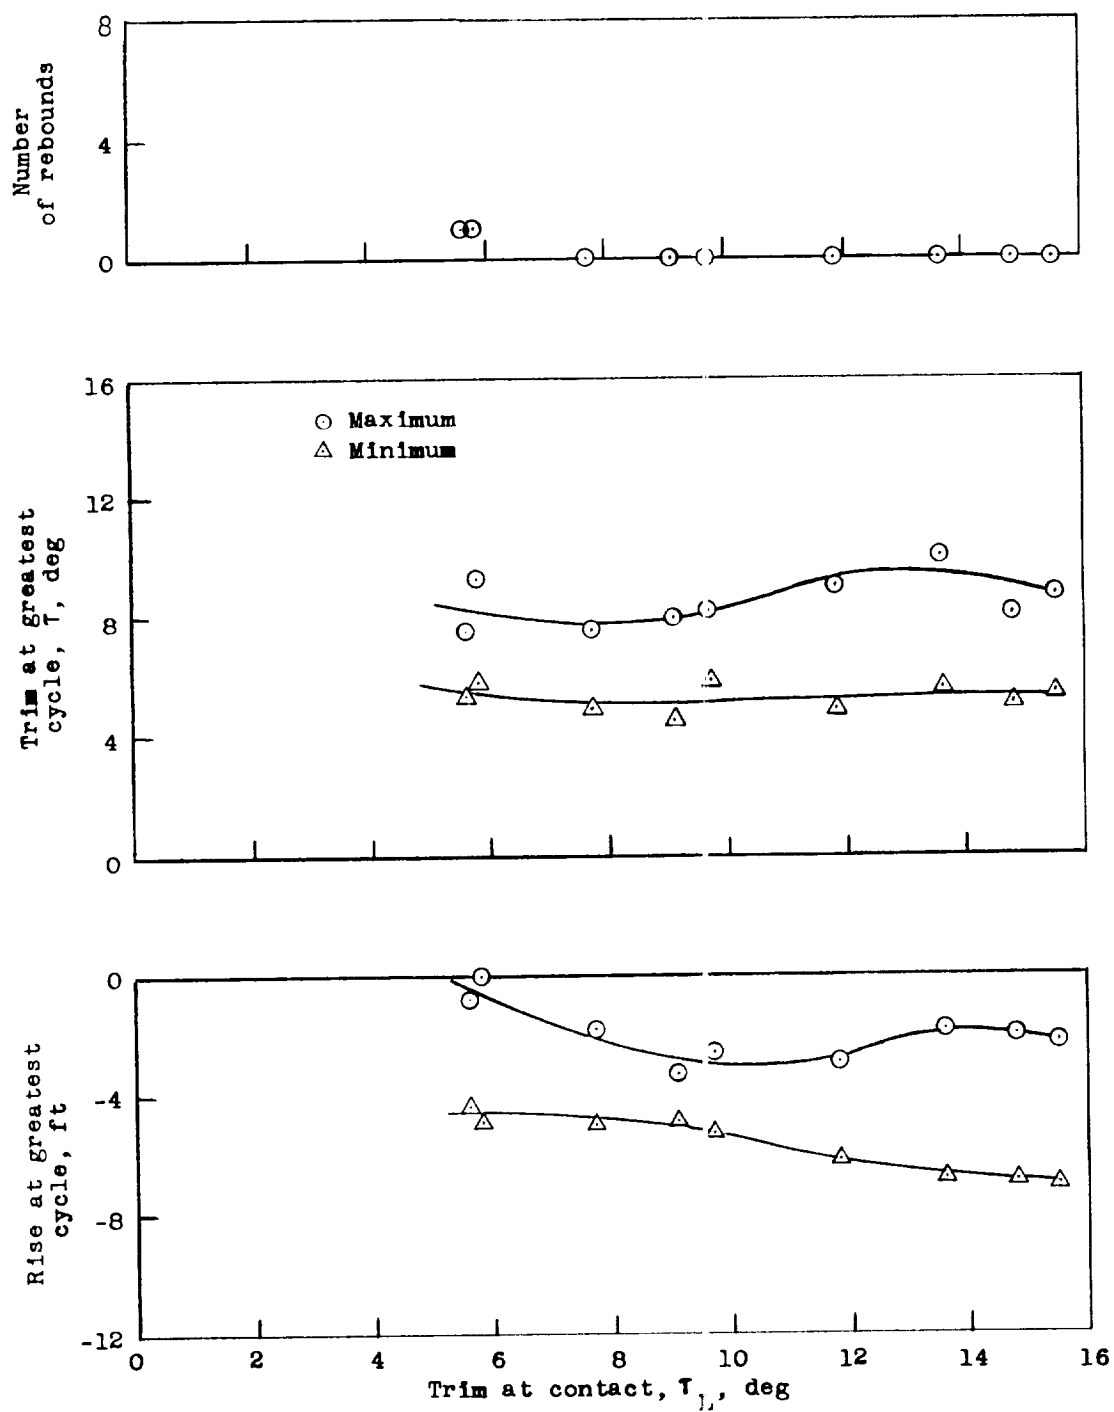 8
Number
of rebounds
4
0
16
Maximum
Minimum
12
Trim at greatest
cycle, τ, deg
8
4
0
0
Rise at greatest
cycle, ft
-4
-8
-12
0 2 4 6 8 10 12 14 16
Trim at contact, τL, deg